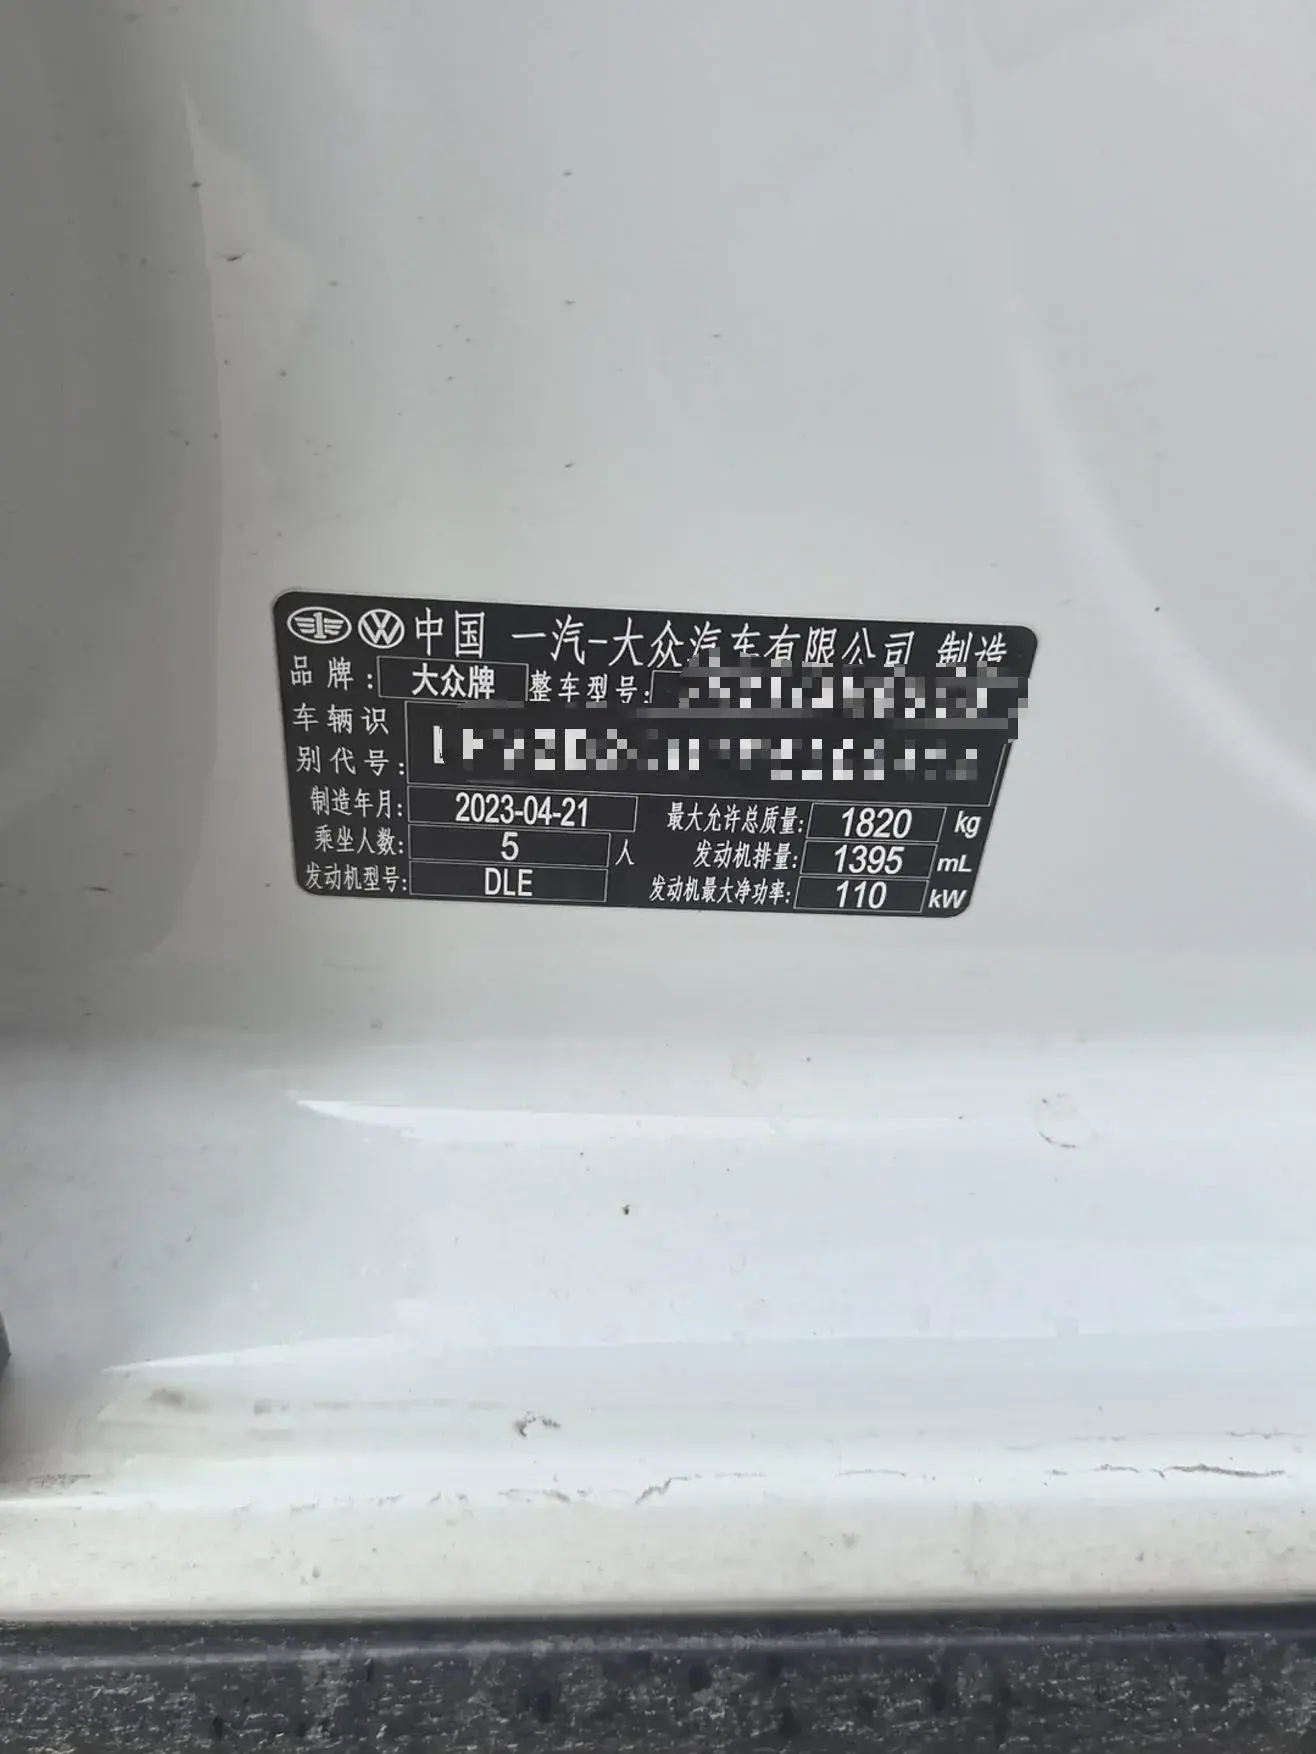 中国 一汽-大众汽车有限公司 制造
品牌: 大众牌 整车型号:
车辆识别代号:
制造年月: 2023-04-21 最大允许总质量: 1820 kg
乘坐人数: 5 人 发动机排量: 1395 mL
发动机型号: DLE 发动机最大净功率: 110 kW